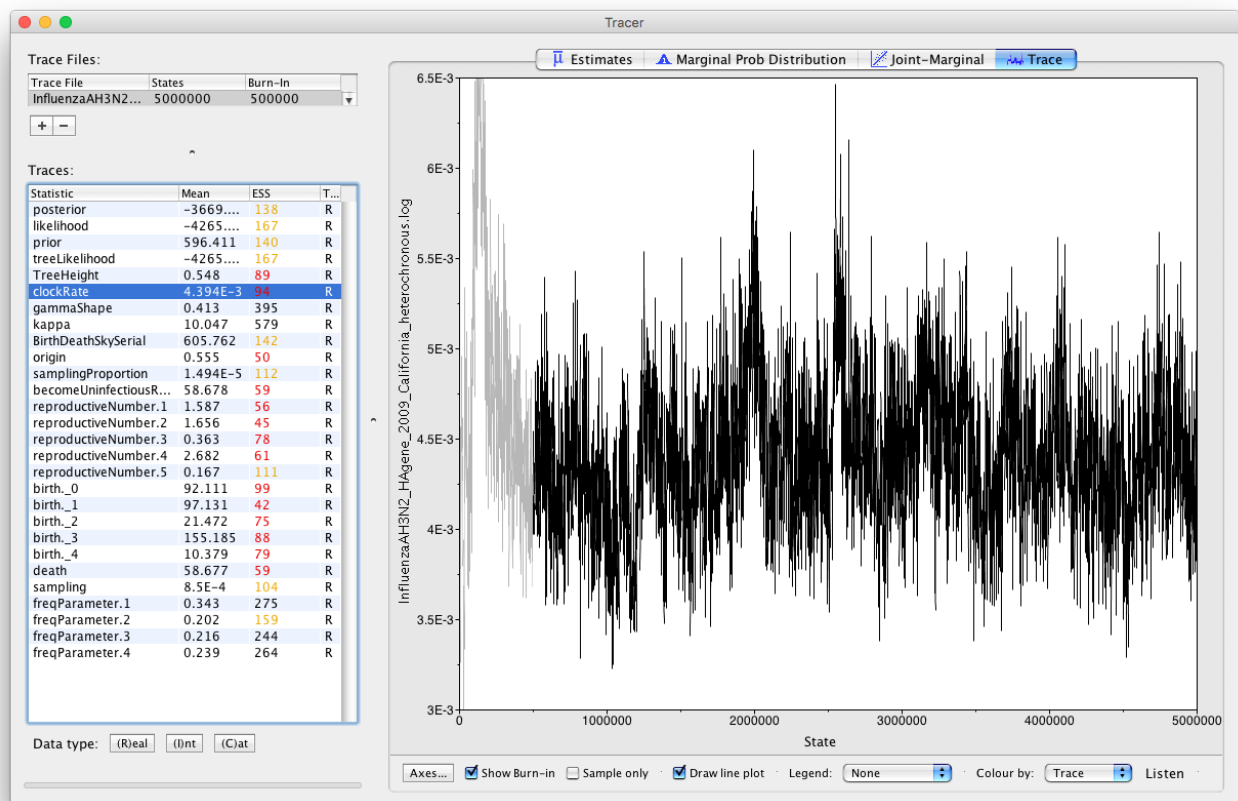 Tracer
Trace Files:
Trace File States Burn-In
InfluenzaAH3N2... 5000000 500000
+ −
Traces:
Statistic Mean ESS T...
posterior -3669.... 138 R
likelihood -4265.... 167 R
prior 596.411 140 R
treeLikelihood -4265.... 167 R
TreeHeight 0.548 89 R
clockRate 4.394E-3 94 R
gammaShape 0.413 395 R
kappa 10.047 579 R
BirthDeathSkySerial 605.762 142 R
origin 0.555 50 R
samplingProportion 1.494E-5 112 R
becomeUninfectiousR... 58.678 59 R
reproductiveNumber.1 1.587 56 R
reproductiveNumber.2 1.656 45 R
reproductiveNumber.3 0.363 78 R
reproductiveNumber.4 2.682 61 R
reproductiveNumber.5 0.167 111 R
birth._0 92.111 99 R
birth._1 97.131 42 R
birth._2 21.472 75 R
birth._3 155.185 88 R
birth._4 10.379 79 R
death 58.677 59 R
sampling 8.5E-4 104 R
freqParameter.1 0.343 275 R
freqParameter.2 0.202 159 R
freqParameter.3 0.216 244 R
freqParameter.4 0.239 264 R
Data type: (R)eal (I)nt (C)at
μ Estimates Marginal Prob Distribution Joint-Marginal Trace
InfluenzaAH3N2_HAgene_2009_California_heterochronous.log
6.5E-3
6E-3
5.5E-3
5E-3
4.5E-3
4E-3
3.5E-3
3E-3
0 1000000 2000000 3000000 4000000 5000000
State
Axes... Show Burn-in Sample only Draw line plot Legend: None Colour by: Trace Listen